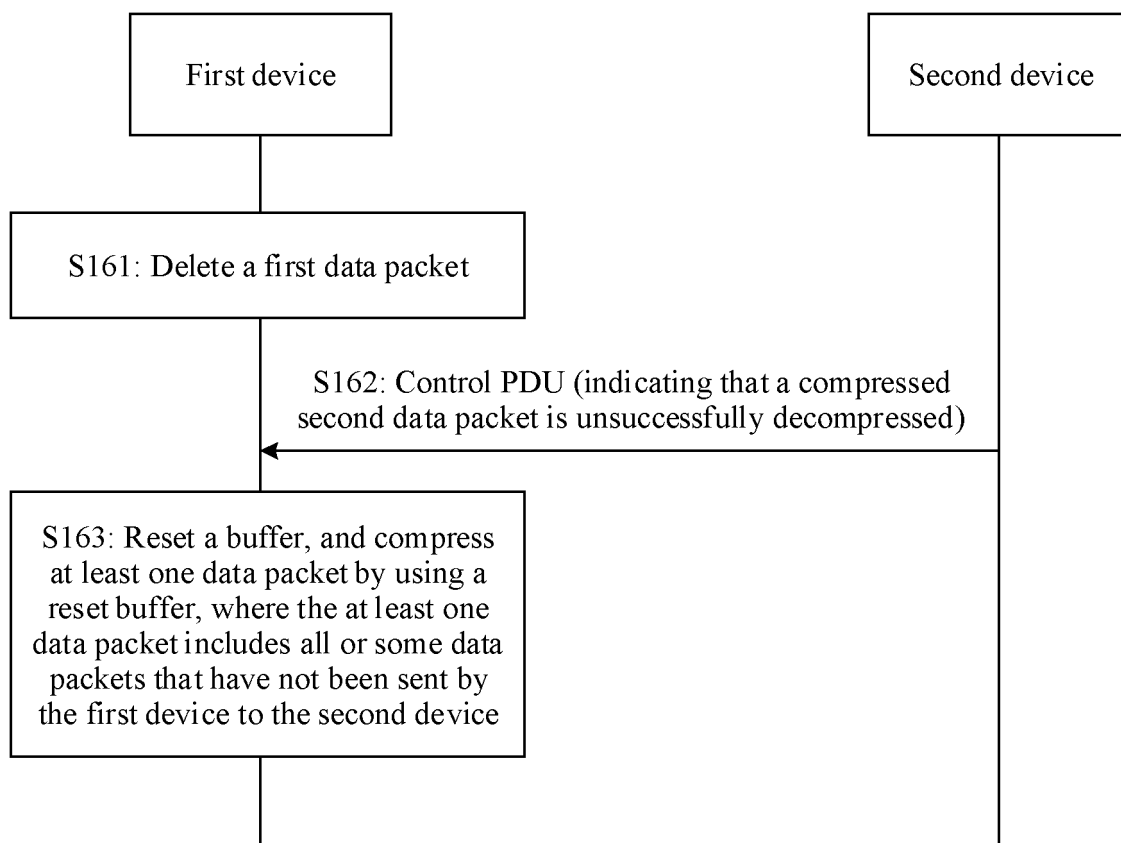 First device
Second device
S161: Delete a first data packet
S162: Control PDU (indicating that a compressed
second data packet is unsuccessfully decompressed)
S163: Reset a buffer, and compress
at least one data packet by using a
reset buffer, where the at least one
data packet includes all or some data
packets that have not been sent by
the first device to the second device